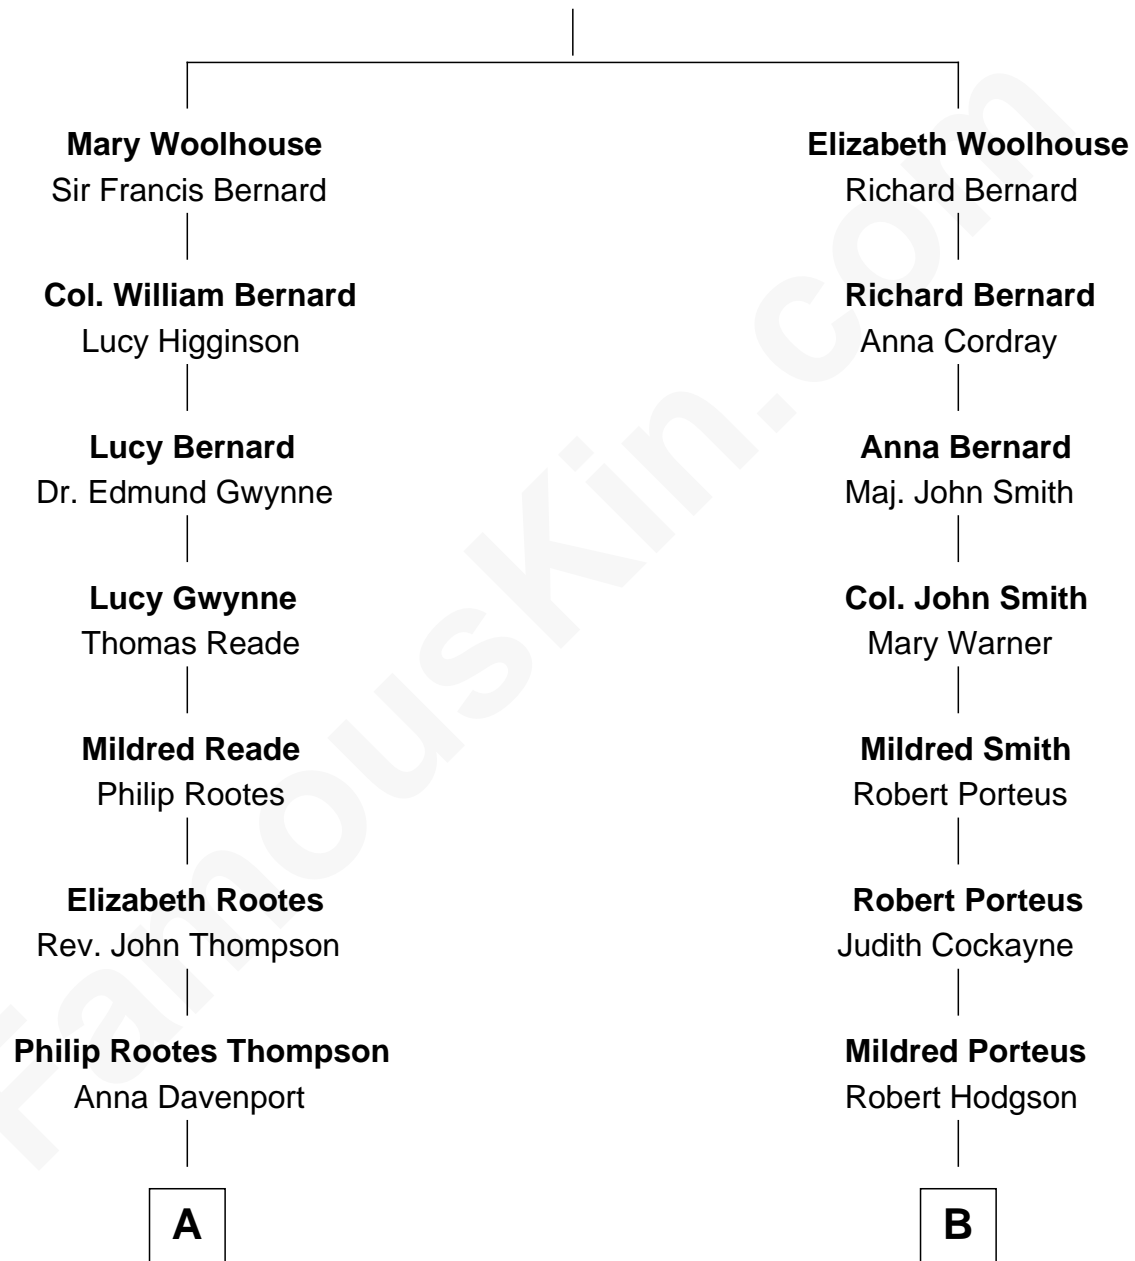 Mary Woolhouse
Sir Francis Bernard
Col. William Bernard
Lucy Higginson
Lucy Bernard
Dr. Edmund Gwynne
Lucy Gwynne
Thomas Reade
Mildred Reade
Philip Rootes
Elizabeth Rootes
Rev. John Thompson
Philip Rootes Thompson
Anna Davenport
A
Elizabeth Woolhouse
Richard Bernard
Richard Bernard
Anna Cordray
Anna Bernard
Maj. John Smith
Col. John Smith
Mary Warner
Mildred Smith
Robert Porteus
Robert Porteus
Judith Cockayne
Mildred Porteus
Robert Hodgson
B
FamousKin.com